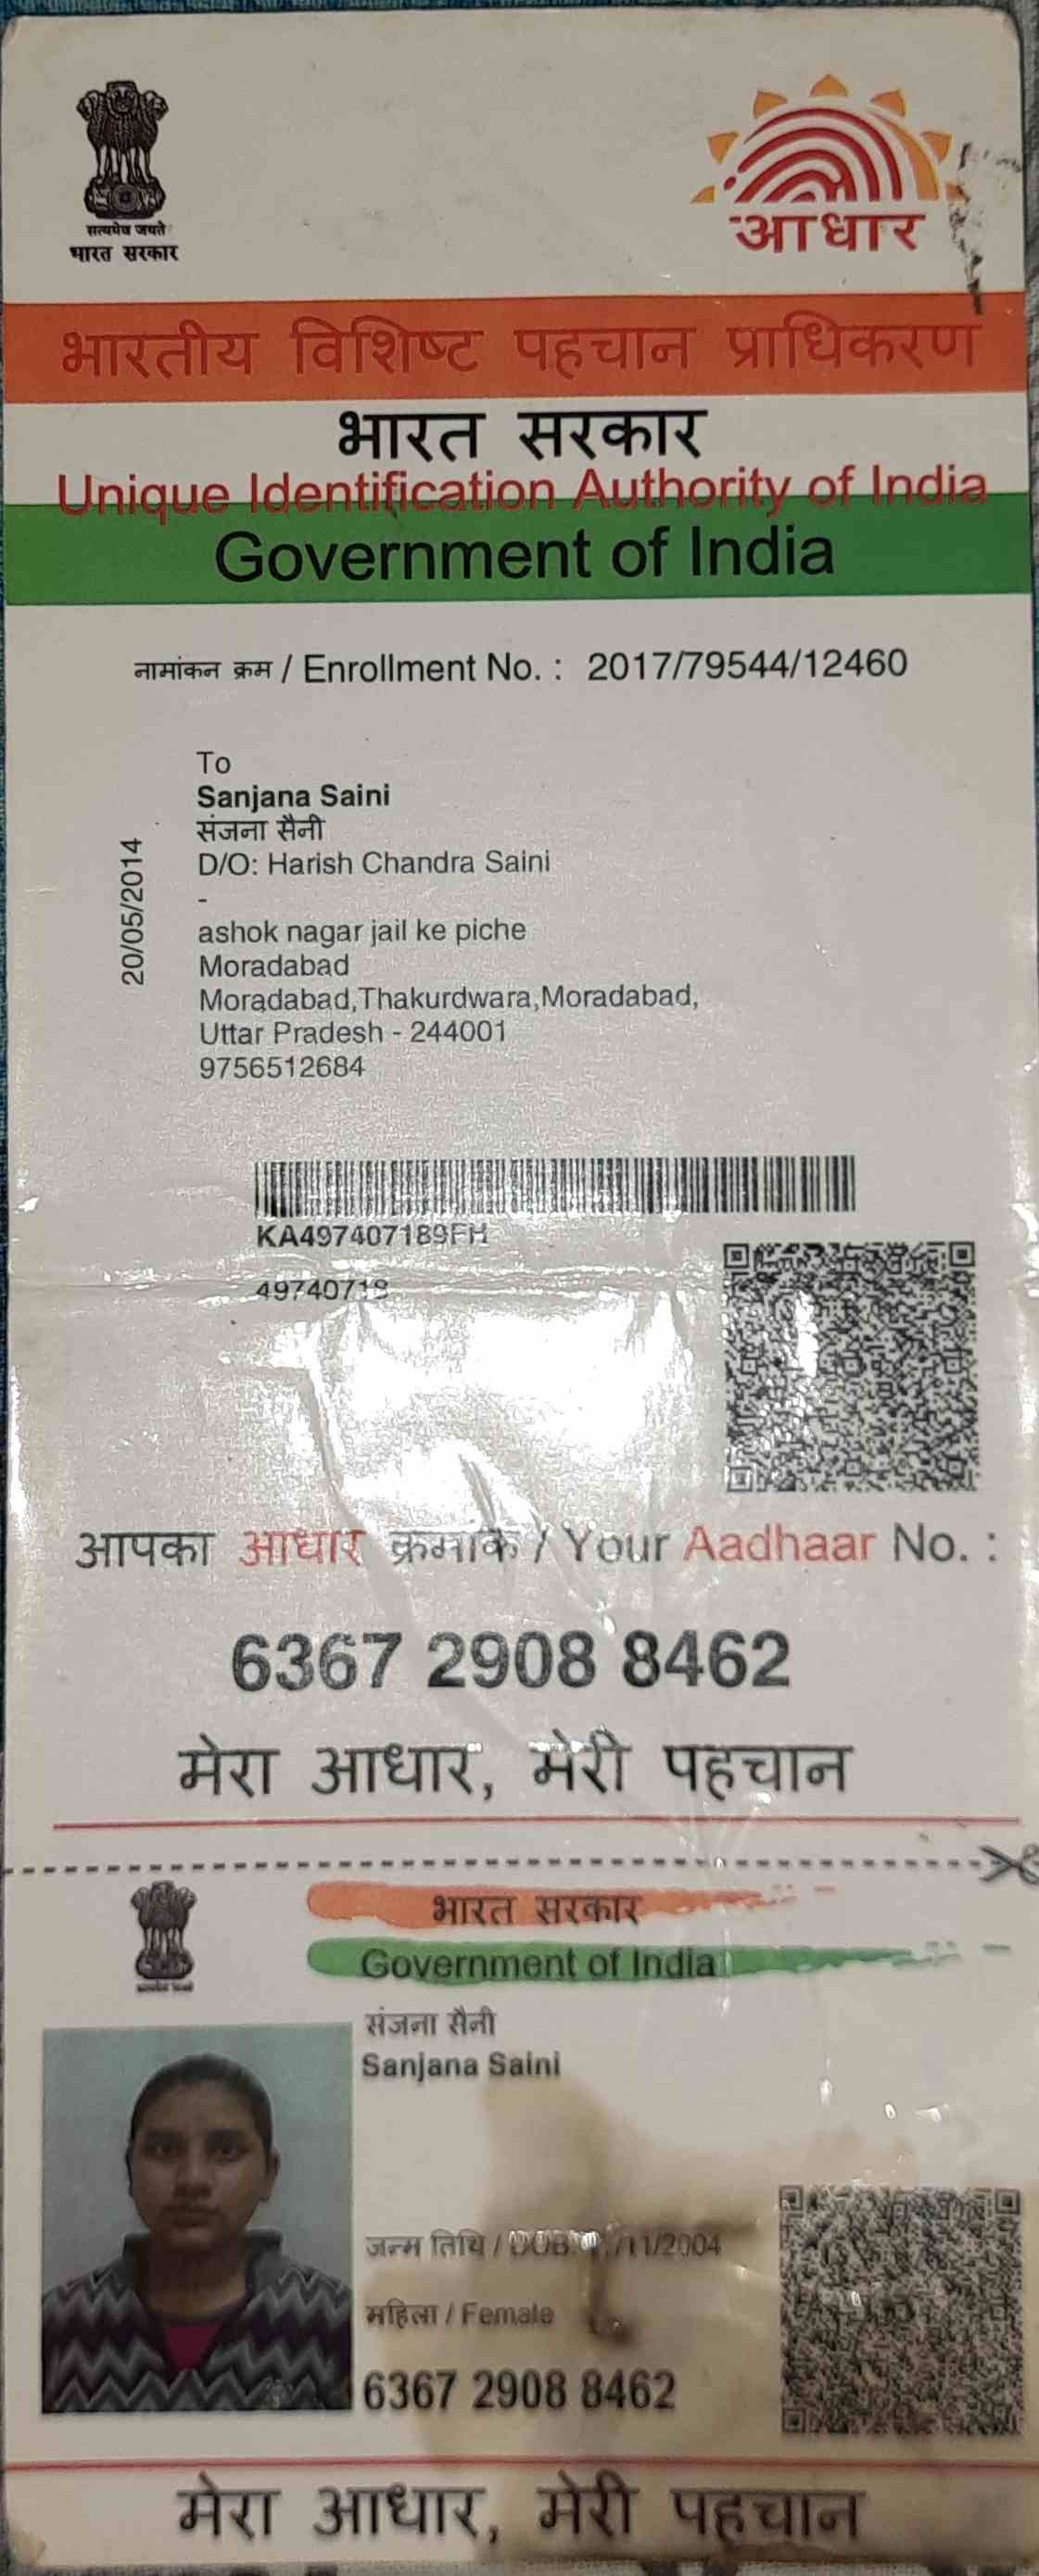 सत्यमेव जयते
भारत सरकार
आधार
भारतीय विशिष्ट पहचान प्राधिकरण
भारत सरकार
Unique Identification Authority of India
Government of India
नामांकन क्रम / Enrollment No. : 2017/79544/12460
To
Sanjana Saini
संजना सैनी
D/O: Harish Chandra Saini
-
ashok nagar jail ke piche
Moradabad
Moradabad,Thakurdwara,Moradabad,
Uttar Pradesh - 244001
9756512684
20/05/2014
KA497407189FH
49740718
आपका आधार क्रमांक / Your Aadhaar No. :
6367 2908 8462
मेरा आधार, मेरी पहचान
भारत सरकार
Government of India
संजना सैनी
Sanjana Saini
जन्म तिथि / DOB /11/2004
महिला / Female
6367 2908 8462
मेरा आधार, मेरी पहचान